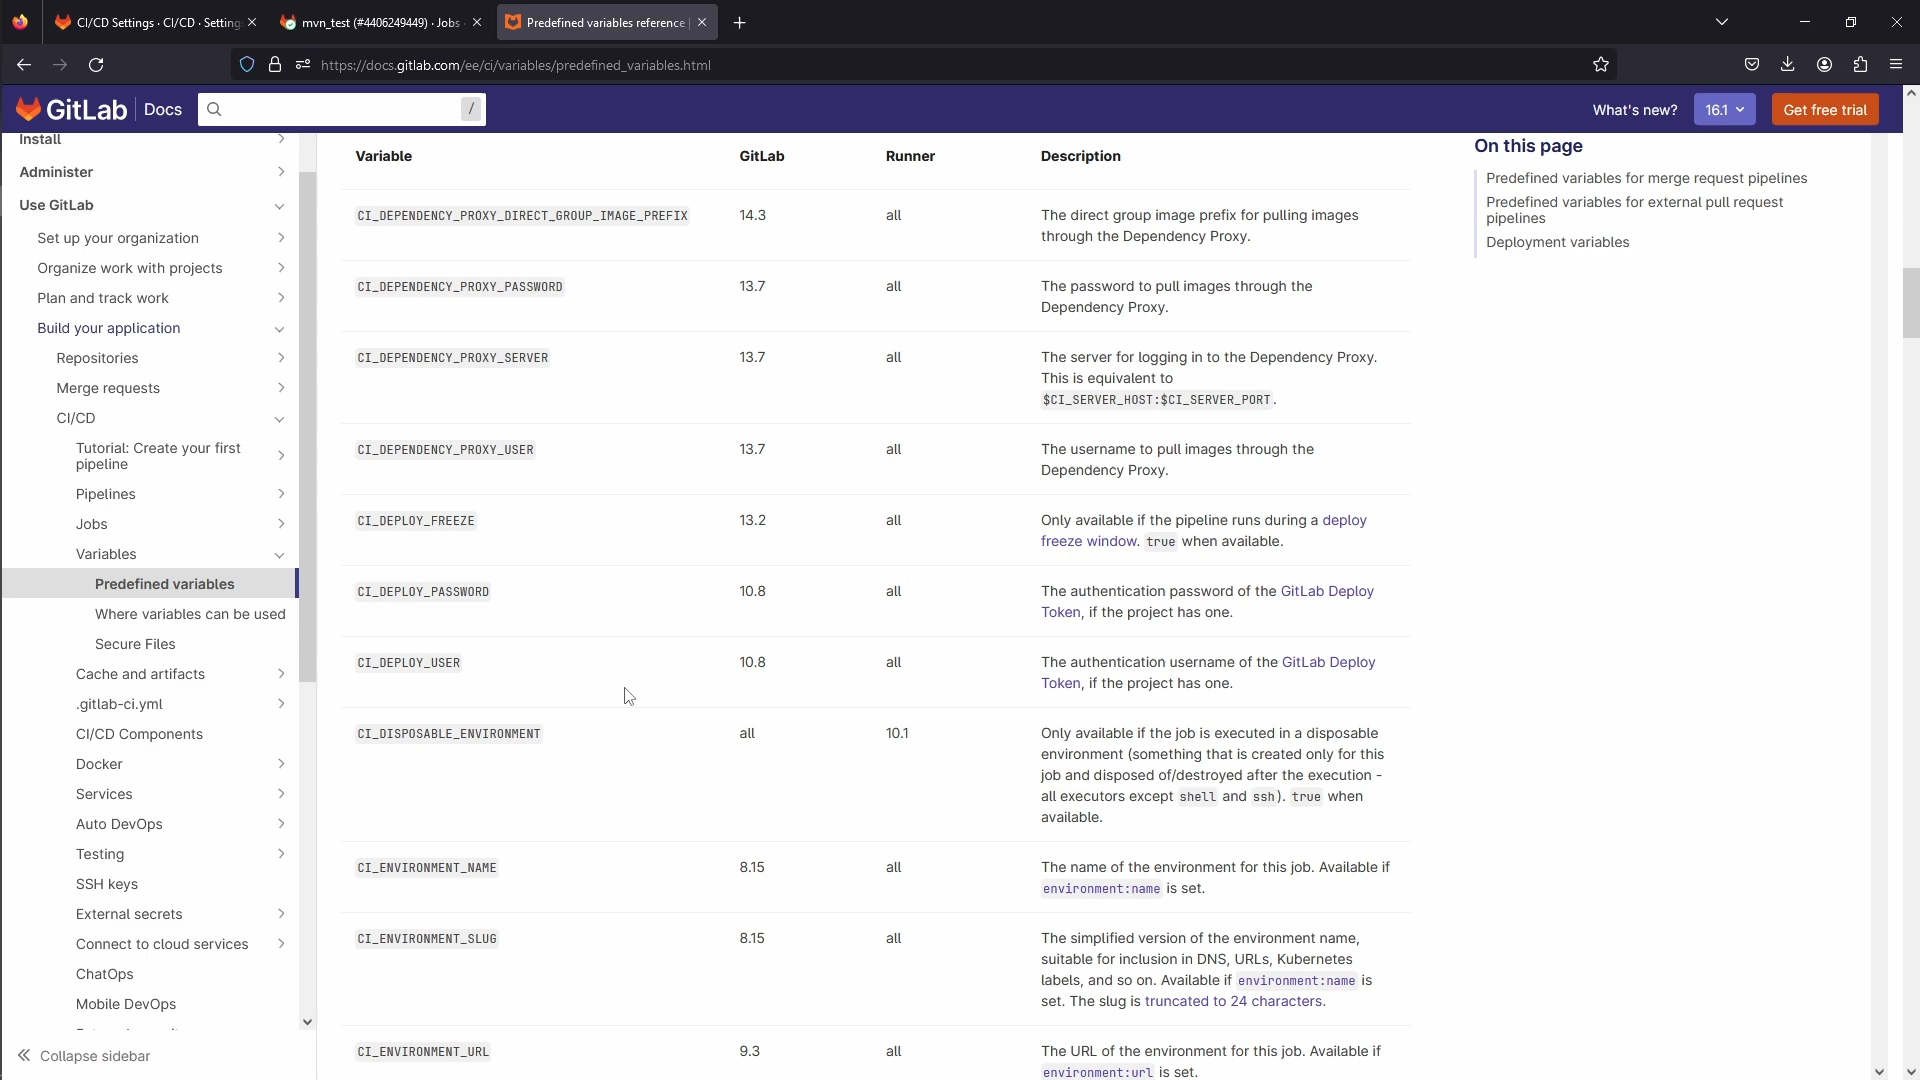 CI/CD Settings · CI/CD · Setting
mvn_test (#4406249449) · Jobs
Predefined variables reference
https://docs.gitlab.com/ee/ci/variables/predefined_variables.html
GitLab Docs
/
What's new?
16.1
Get free trial
Install
Administer
Use GitLab
Set up your organization
Organize work with projects
Plan and track work
Build your application
Repositories
Merge requests
CI/CD
Tutorial: Create your first
pipeline
Pipelines
Jobs
Variables
Predefined variables
Where variables can be used
Secure Files
Cache and artifacts
.gitlab-ci.yml
CI/CD Components
Docker
Services
Auto DevOps
Testing
SSH keys
External secrets
Connect to cloud services
ChatOps
Mobile DevOps
Collapse sidebar
Variable GitLab Runner Description
CI_DEPENDENCY_PROXY_DIRECT_GROUP_IMAGE_PREFIX 14.3 all The direct group image prefix for pulling images
through the Dependency Proxy.
CI_DEPENDENCY_PROXY_PASSWORD 13.7 all The password to pull images through the
Dependency Proxy.
CI_DEPENDENCY_PROXY_SERVER 13.7 all The server for logging in to the Dependency Proxy.
This is equivalent to
$CI_SERVER_HOST:$CI_SERVER_PORT.
CI_DEPENDENCY_PROXY_USER 13.7 all The username to pull images through the
Dependency Proxy.
CI_DEPLOY_FREEZE 13.2 all Only available if the pipeline runs during a deploy
freeze window. true when available.
CI_DEPLOY_PASSWORD 10.8 all The authentication password of the GitLab Deploy
Token, if the project has one.
CI_DEPLOY_USER 10.8 all The authentication username of the GitLab Deploy
Token, if the project has one.
CI_DISPOSABLE_ENVIRONMENT all 10.1 Only available if the job is executed in a disposable
environment (something that is created only for this
job and disposed of/destroyed after the execution -
all executors except shell and ssh). true when
available.
CI_ENVIRONMENT_NAME 8.15 all The name of the environment for this job. Available if
environment:name is set.
CI_ENVIRONMENT_SLUG 8.15 all The simplified version of the environment name,
suitable for inclusion in DNS, URLs, Kubernetes
labels, and so on. Available if environment:name is
set. The slug is truncated to 24 characters.
CI_ENVIRONMENT_URL 9.3 all The URL of the environment for this job. Available if
environment:url is set.
On this page
Predefined variables for merge request pipelines
Predefined variables for external pull request
pipelines
Deployment variables